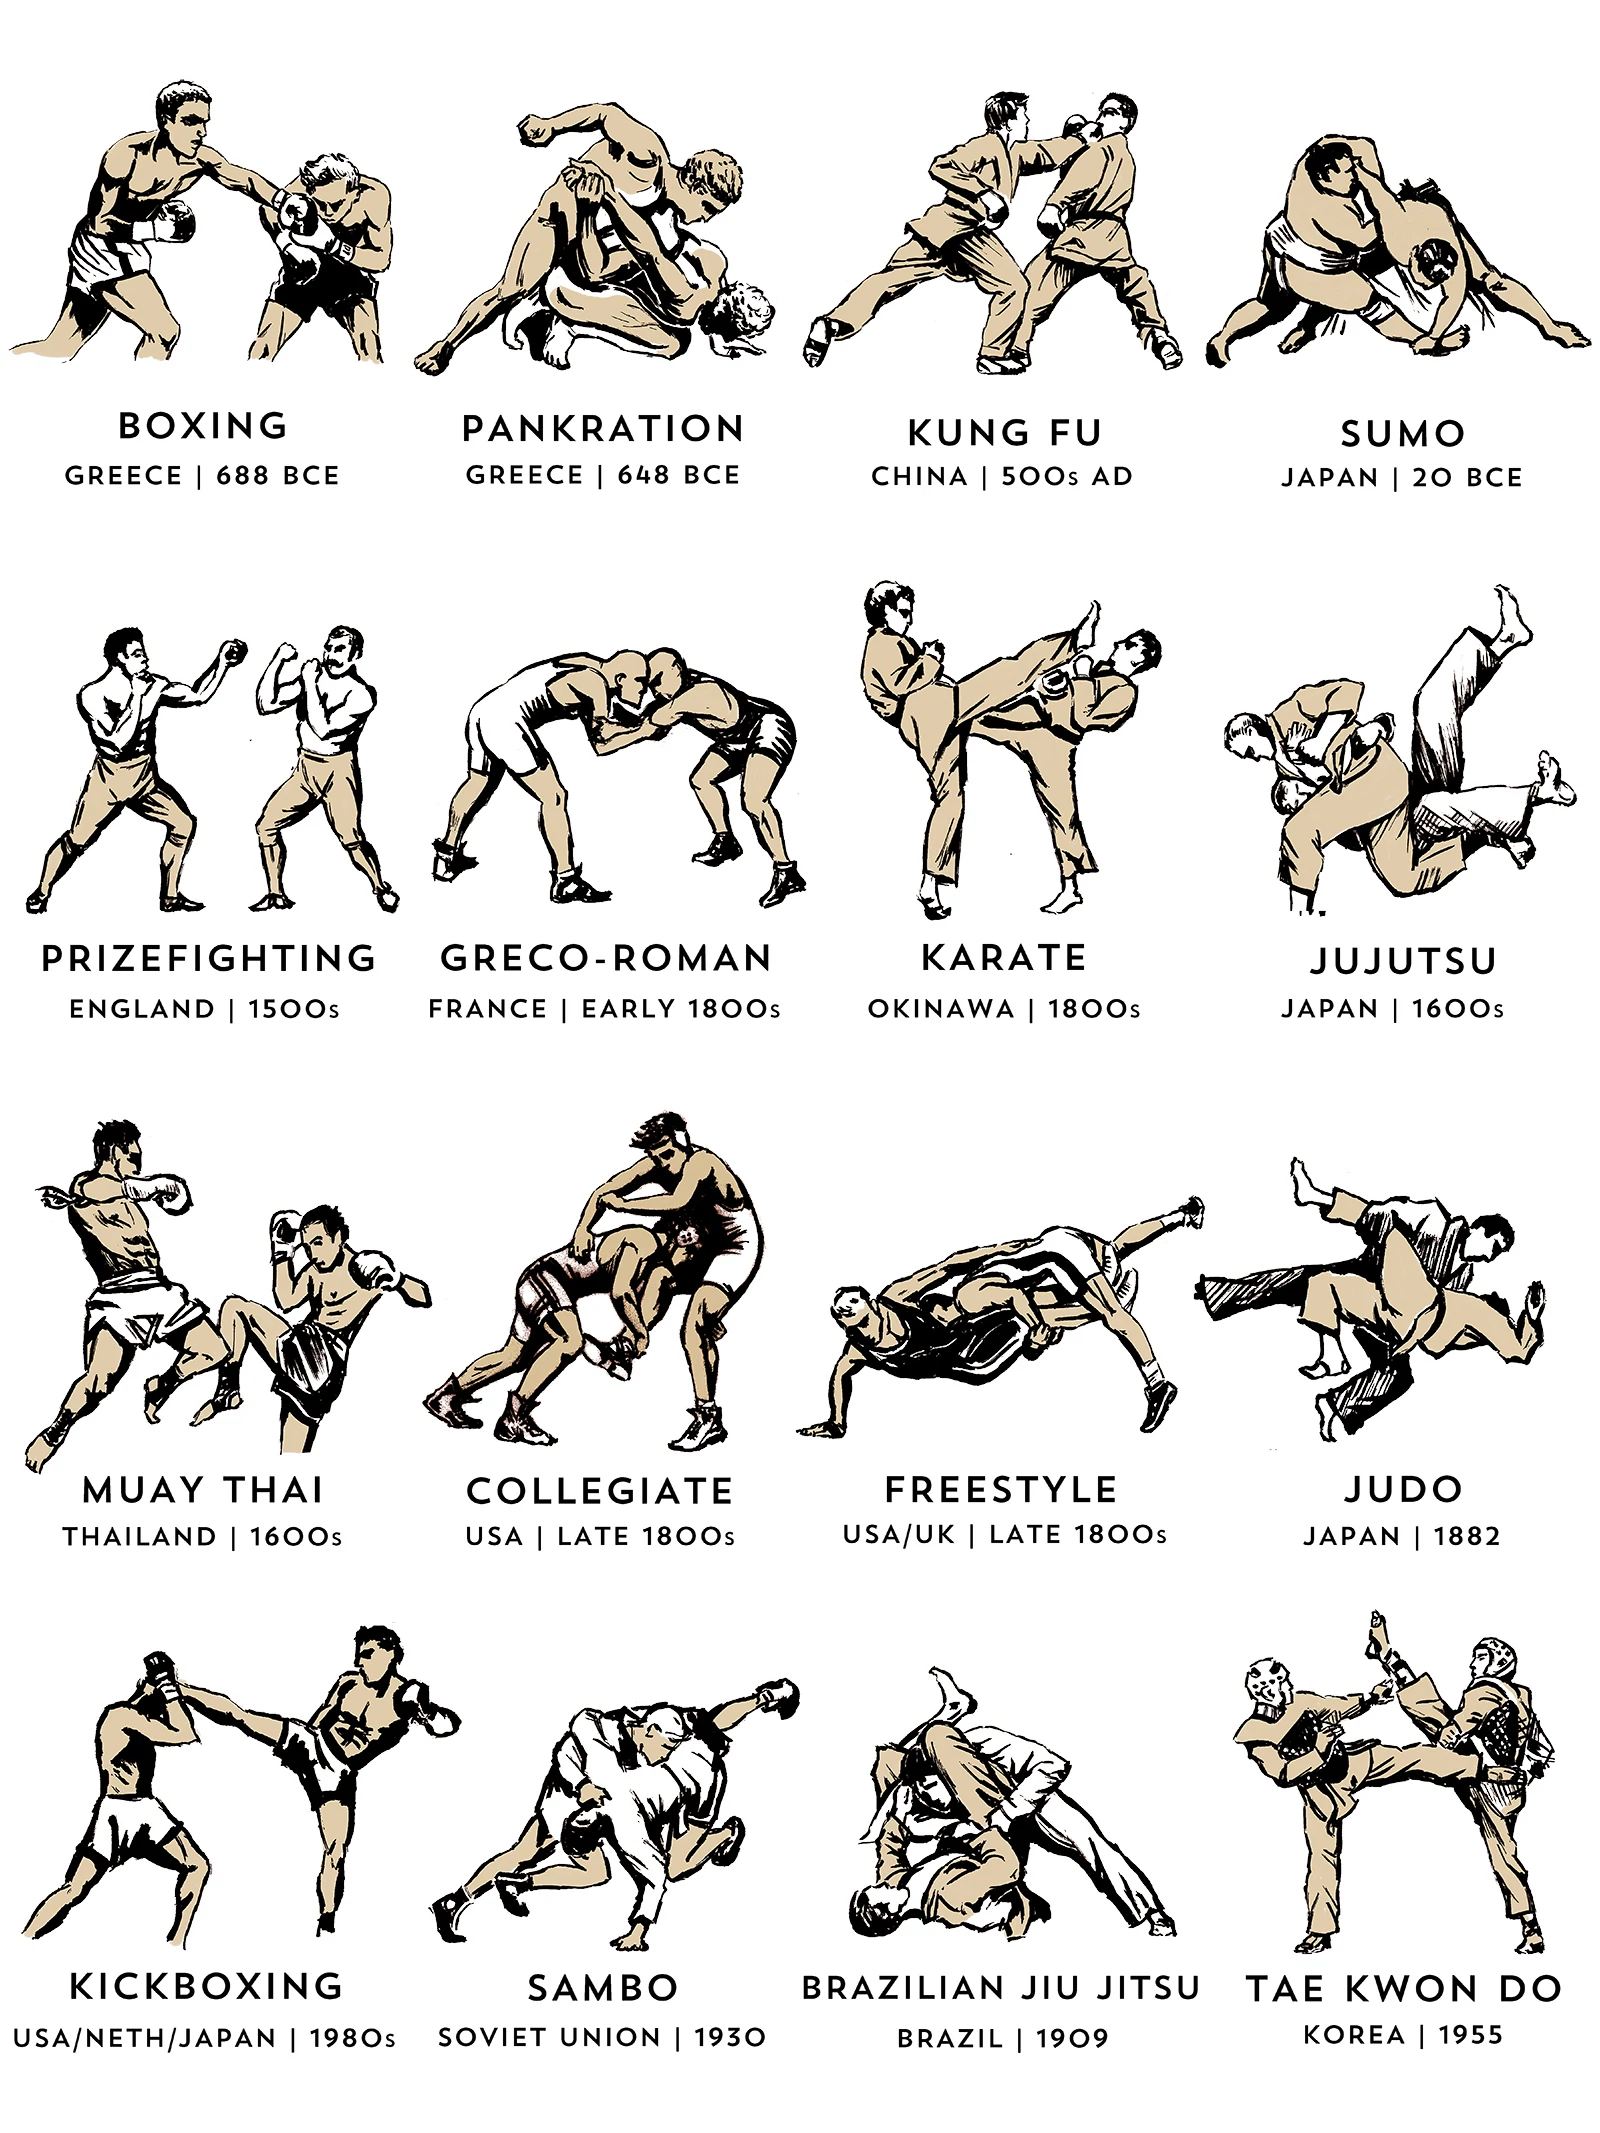 BOXING
GREECE | 688 BCE
PANKRATION
GREECE | 648 BCE
KUNG FU
CHINA | 500s AD
SUMO
JAPAN | 20 BCE
PRIZEFIGHTING
ENGLAND | 1500s
GRECO-ROMAN
FRANCE | EARLY 1800s
KARATE
OKINAWA | 1800s
JUJUTSU
JAPAN | 1600s
MUAY THAI
THAILAND | 1600s
COLLEGIATE
USA | LATE 1800s
FREESTYLE
USA/UK | LATE 1800s
JUDO
JAPAN | 1882
KICKBOXING
USA/NETH/JAPAN | 1980s
SAMBO
SOVIET UNION | 1930
BRAZILIAN JIU JITSU
BRAZIL | 1909
TAE KWON DO
KOREA | 1955